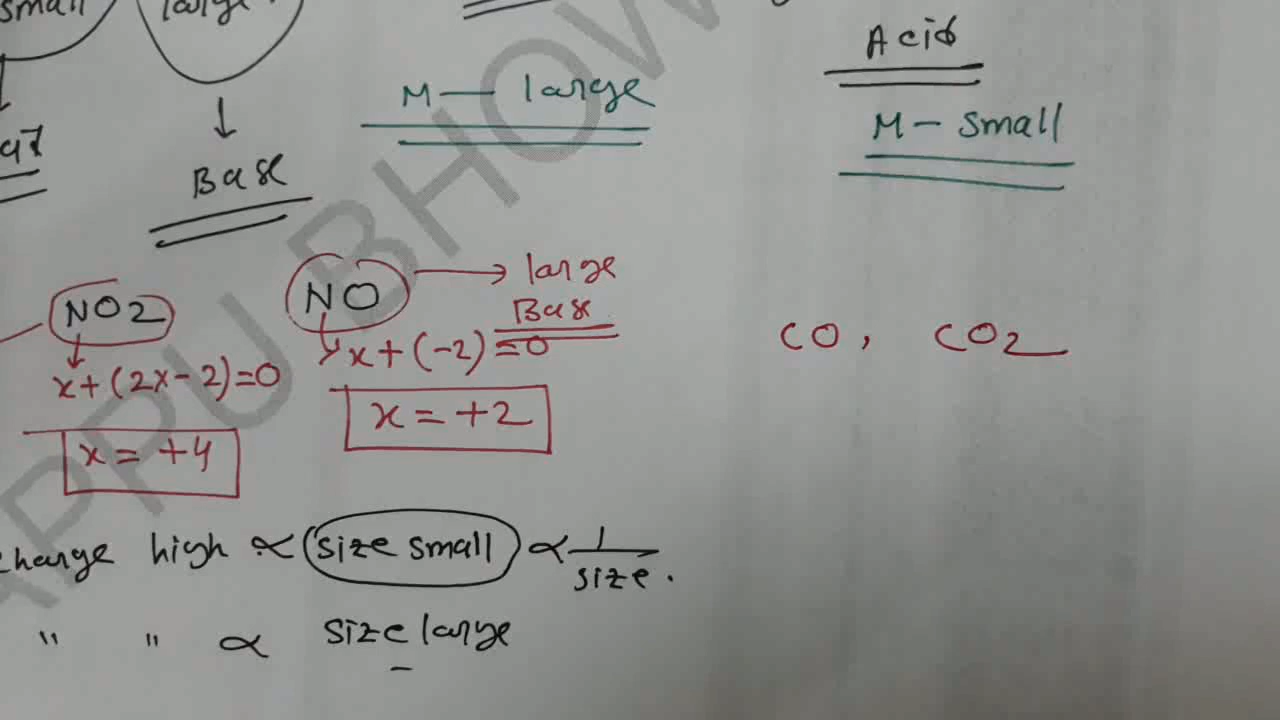 small
large
Acid
M — large
M - small
Base
NO2
NO
large
Base
CO, CO2
x+(2x-2)=0
x+(-2)=0
x=+4
x=+2
charge high ∝ size small ∝ 1/size.
" " ∝ size large